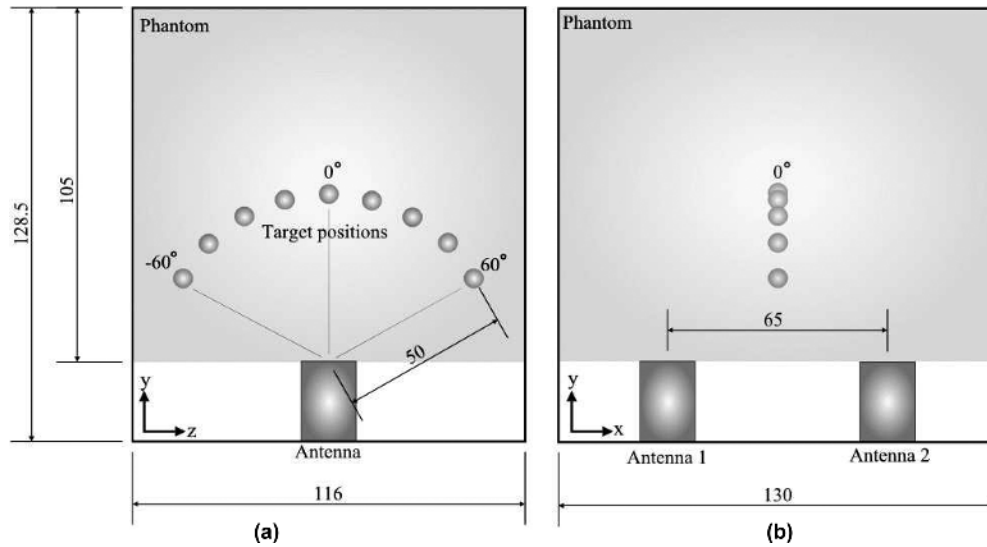 Phantom
0°
Target positions
-60°
60°
50
105
128.5
y
z
Antenna
116
(a)
Phantom
0°
65
y
x
Antenna 1
Antenna 2
130
(b)